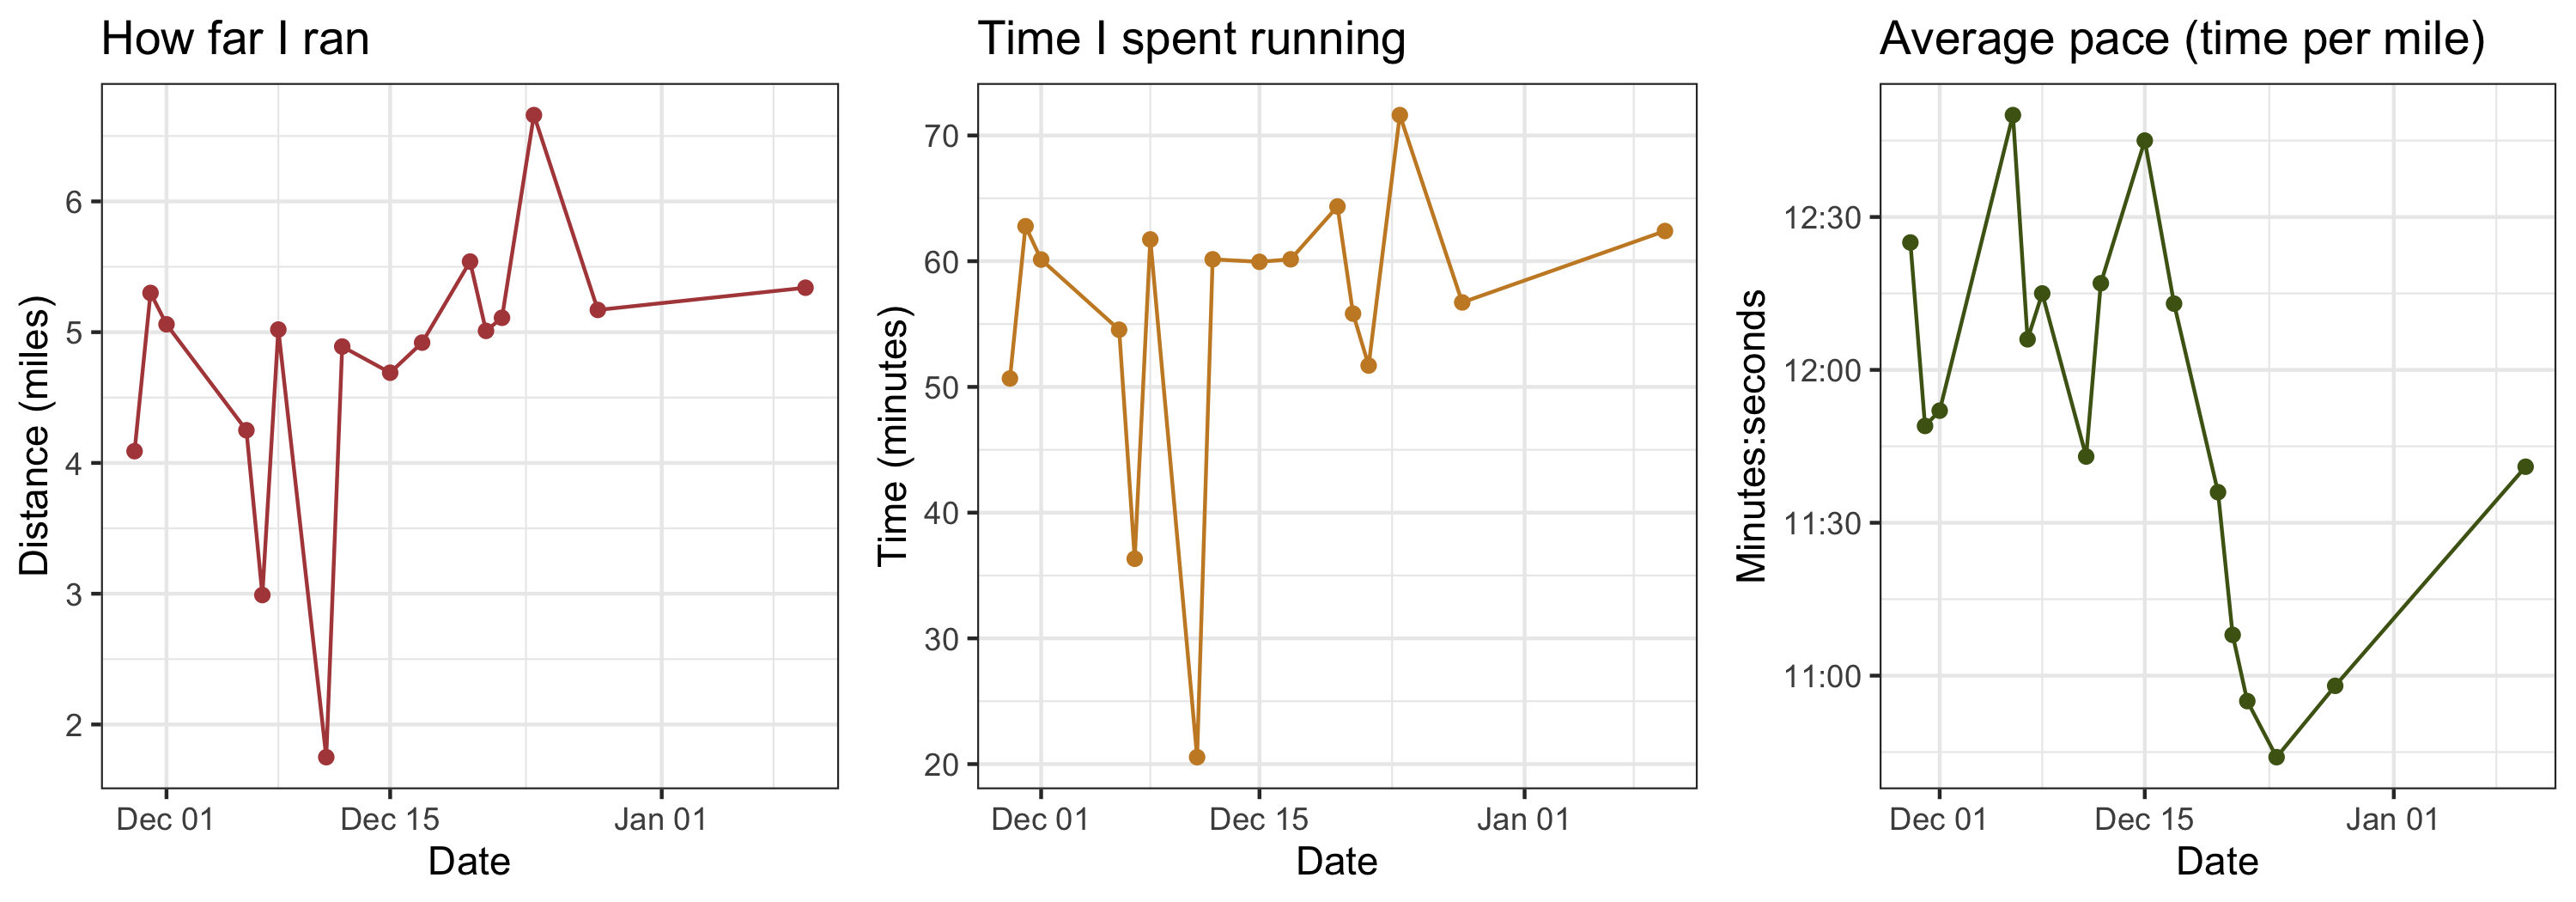 How far I ran
Distance (miles)
6
5
4
3
2
Dec 01 Dec 15 Jan 01
Date
Time I spent running
Time (minutes)
70
60
50
40
30
20
Dec 01 Dec 15 Jan 01
Date
Average pace (time per mile)
Minutes:seconds
12:30
12:00
11:30
11:00
Dec 01 Dec 15 Jan 01
Date